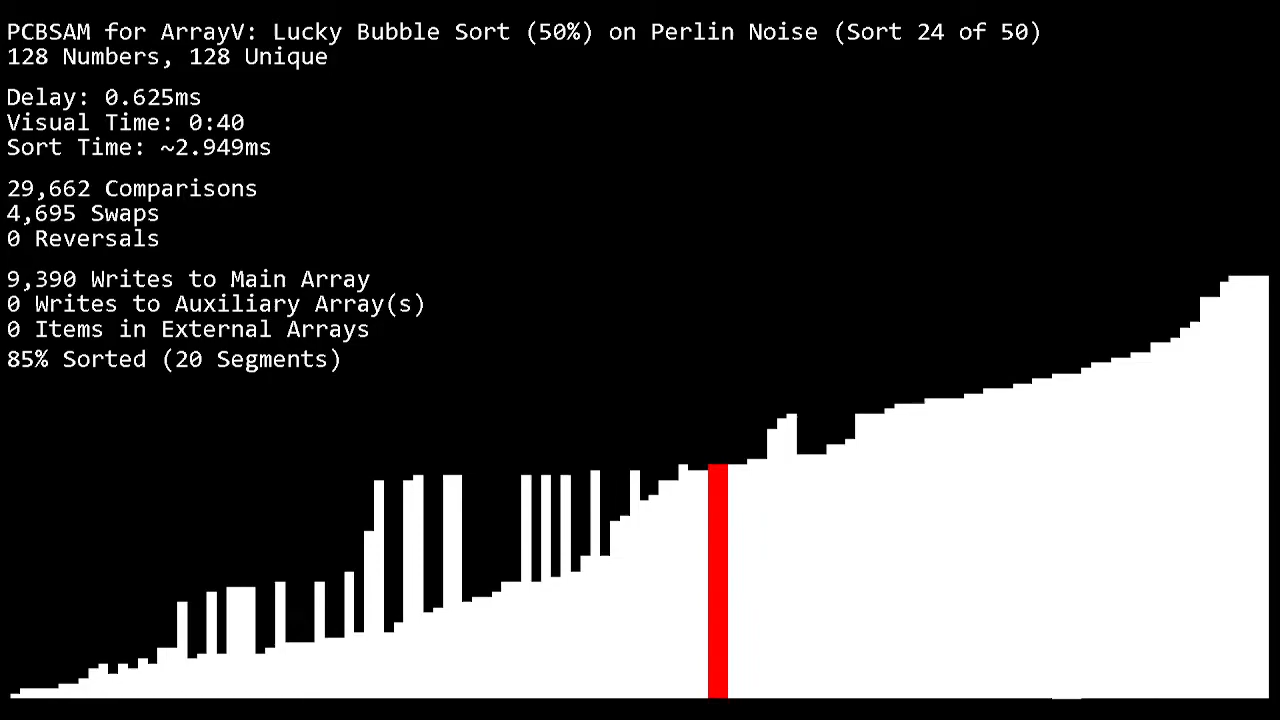 PCBSAM for ArrayV: Lucky Bubble Sort (50%) on Perlin Noise (Sort 24 of 50)
128 Numbers, 128 Unique
Delay: 0.625ms
Visual Time: 0:40
Sort Time: ~2.949ms
29,662 Comparisons
4,695 Swaps
0 Reversals
9,390 Writes to Main Array
0 Writes to Auxiliary Array(s)
0 Items in External Arrays
85% Sorted (20 Segments)